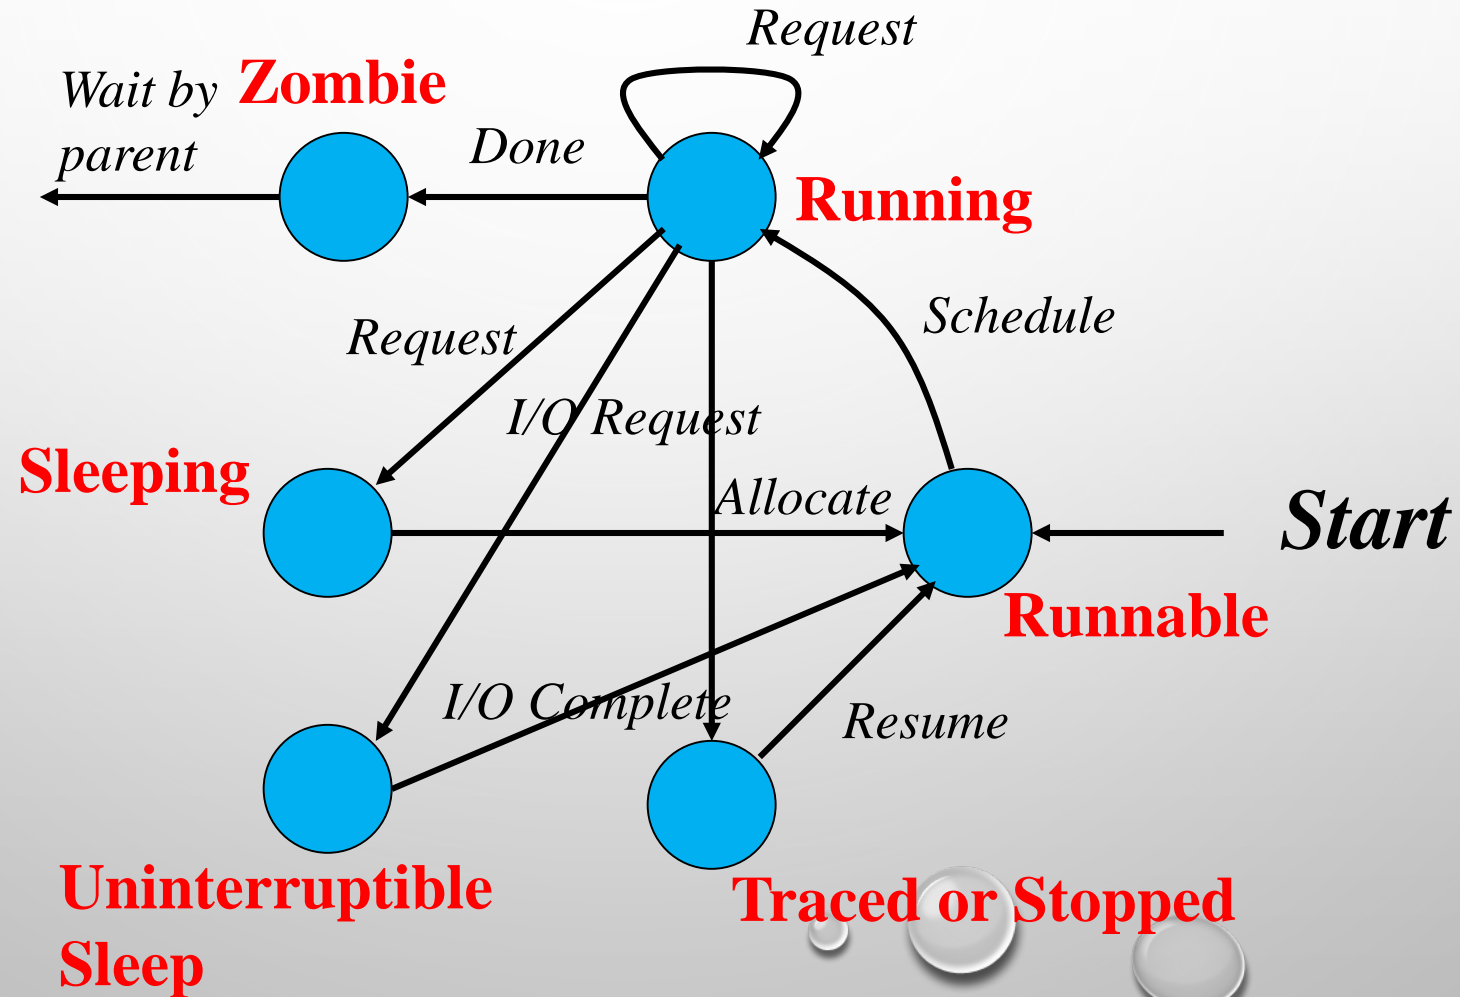 Request
Wait by
parent
Zombie
Done
Running
Request
Schedule
I/O Request
Sleeping
Allocate
Start
Runnable
I/O Complete
Resume
Uninterruptible
Sleep
Traced or Stopped